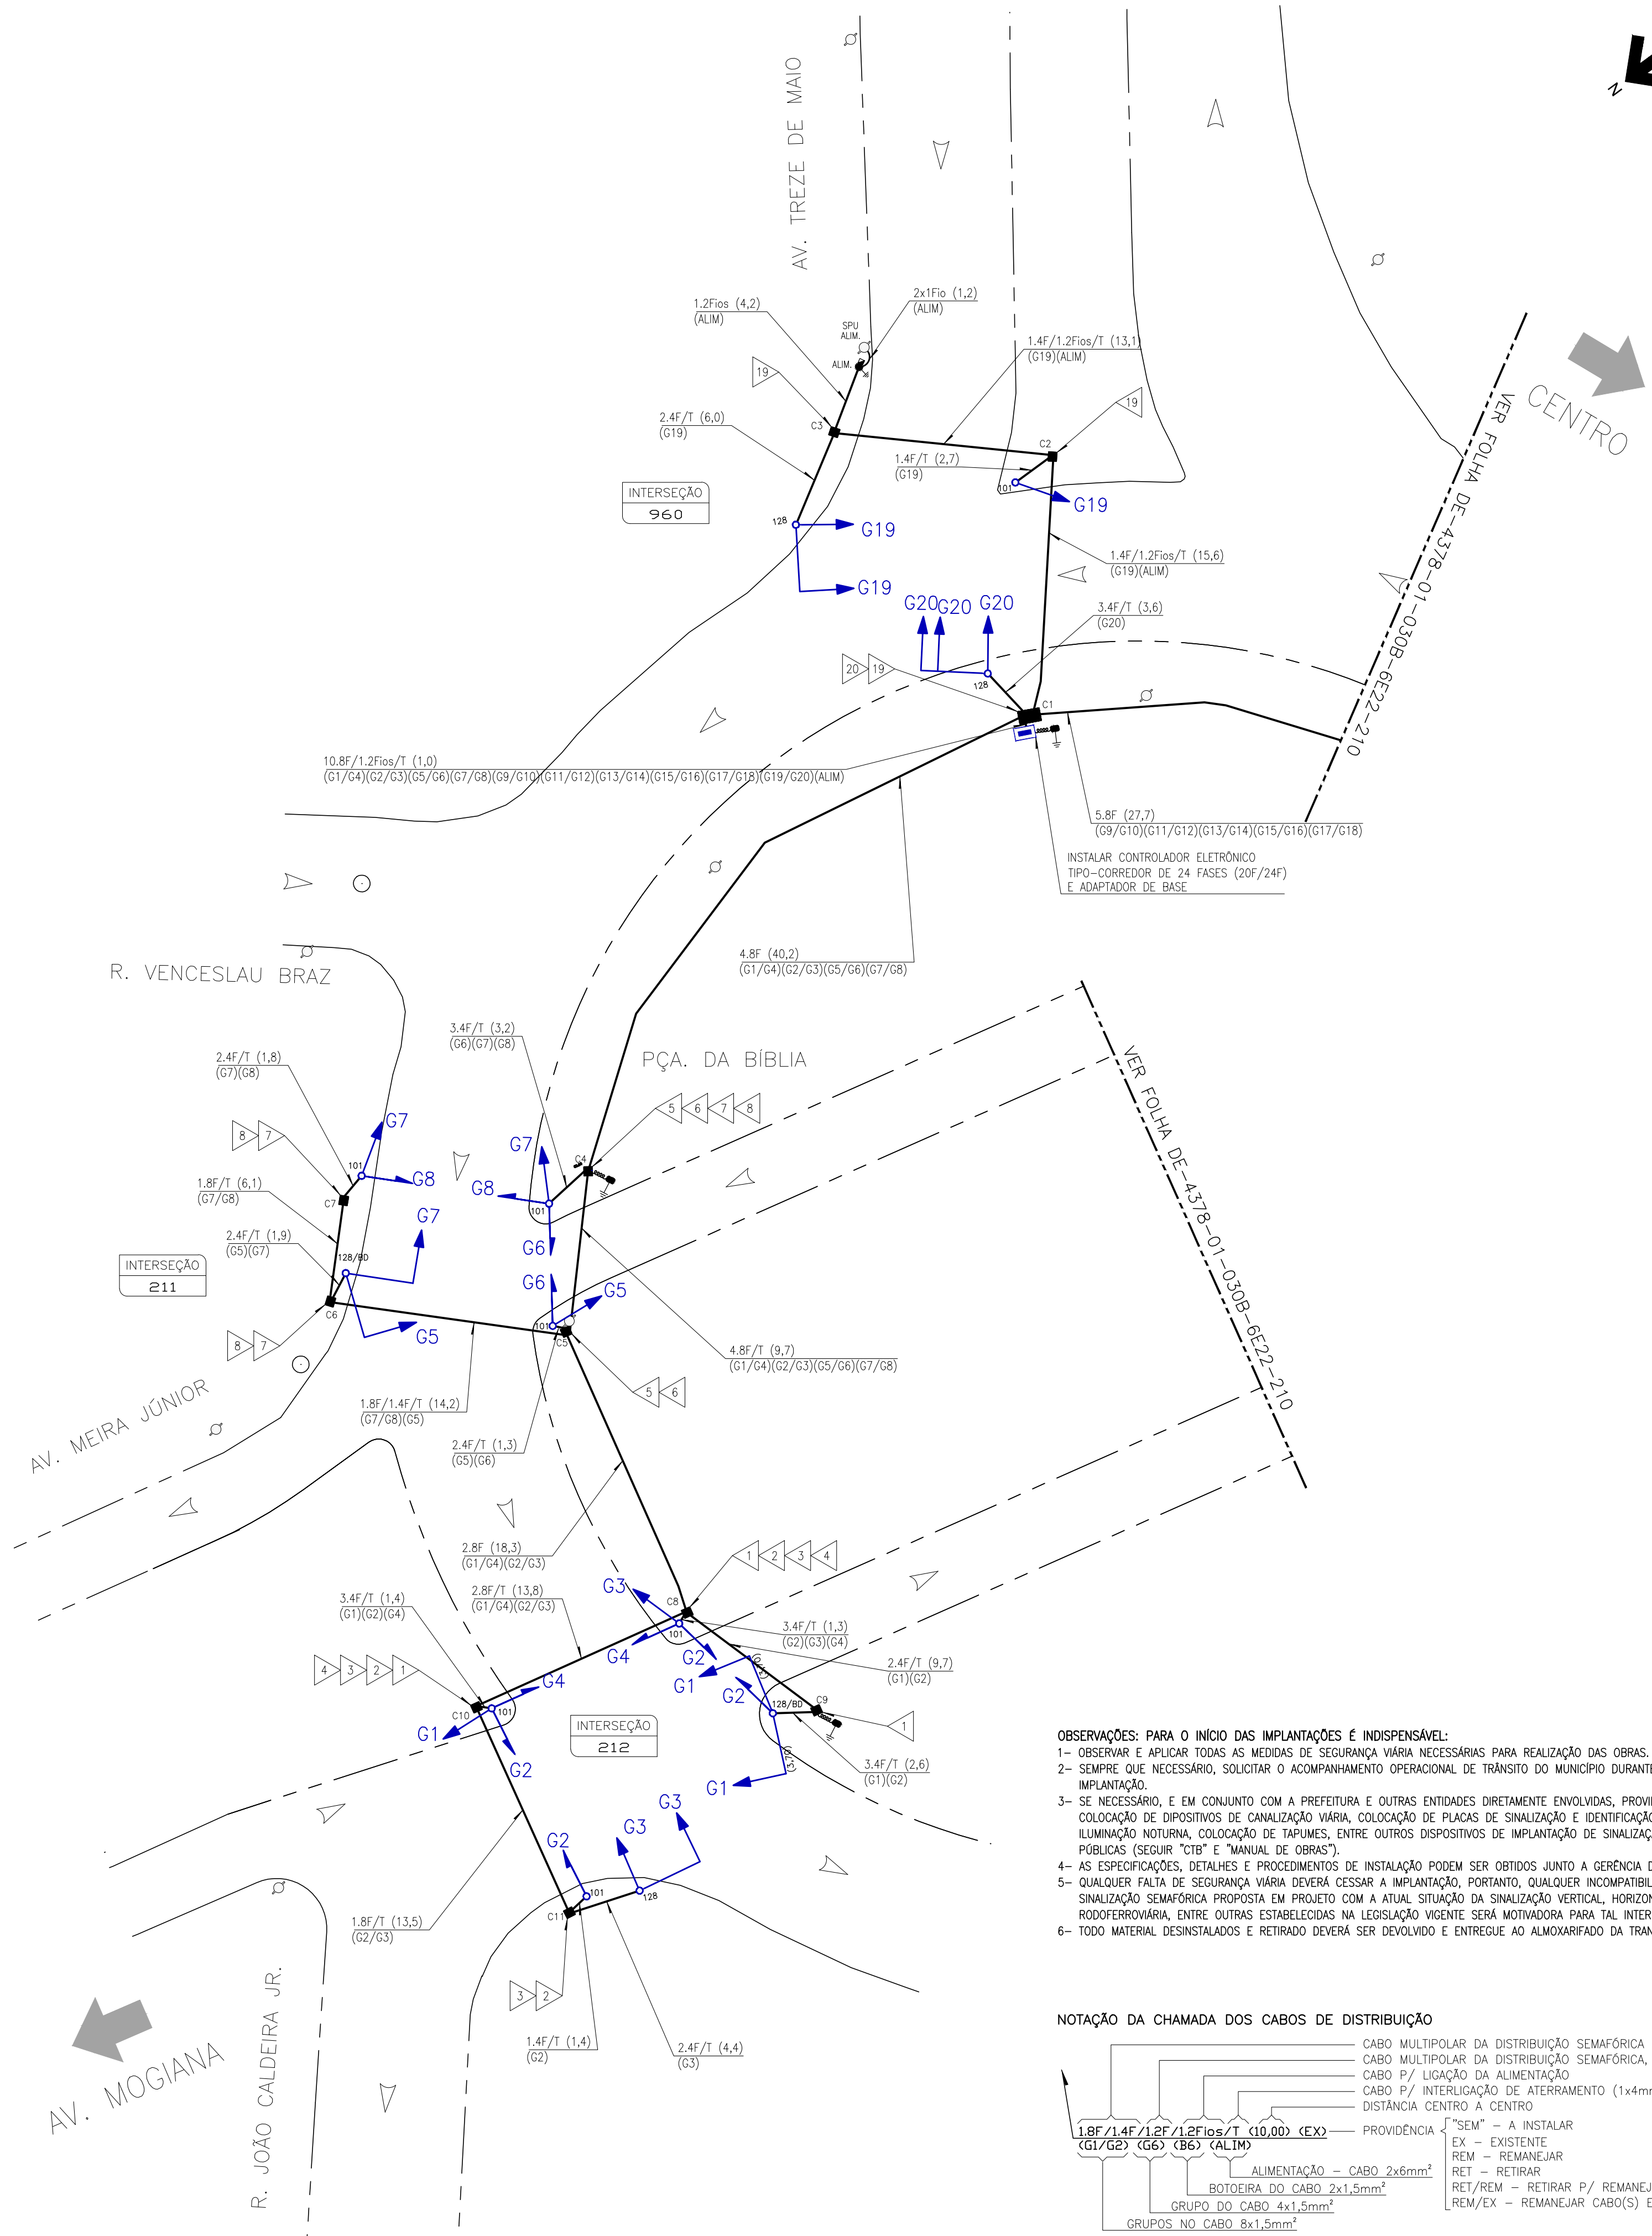 AV. TREZE DE MAIO
N
1.2Fios (4,2)
(ALIM)
2x1Fio (1,2)
(ALIM)
SPU
ALIM.
ALIM.
1.4F/1.2Fios/T (13,1)
(G19)(ALIM)
19
19
2.4F/T (6,0)
(G19)
C3
C2
1.4F/T (2,7)
(G19)
101
G19
CENTRO
VER FOLHA DE-4378-01-030B-6E22-210
INTERSEÇÃO
960
128
G19
G19
1.4F/1.2Fios/T (15,6)
(G19)(ALIM)
G20
G20
G20
3.4F/T (3,6)
(G20)
20
19
128
C1
10.8F/1.2Fios/T (1,0)
(G1/G4)(G2/G3)(G5/G6)(G7/G8)(G9/G10)(G11/G12)(G13/G14)(G15/G16)(G17/G18)(G19/G20)(ALIM)
5.8F (27,7)
(G9/G10)(G11/G12)(G13/G14)(G15/G16)(G17/G18)
INSTALAR CONTROLADOR ELETRÔNICO
TIPO-CORREDOR DE 24 FASES (20F/24F)
E ADAPTADOR DE BASE
4.8F (40,2)
(G1/G4)(G2/G3)(G5/G6)(G7/G8)
R. VENCESLAU BRAZ
3.4F/T (3,2)
(G6)(G7)(G8)
PÇA. DA BÍBLIA
2.4F/T (1,8)
(G7)(G8)
5
6
7
8
8
7
G7
G7
C4
101
G8
G8
1.8F/T (6,1)
(G7/G8)
C7
101
G7
2.4F/T (1,9)
(G5)(G7)
G6
128/BD
INTERSEÇÃO
211
G6
G5
C6
G5
101
C5
8
7
4.8F/T (9,7)
(G1/G4)(G2/G3)(G5/G6)(G7/G8)
5
6
VER FOLHA DE-4378-01-030B-6E22-210
1.8F/1.4F/T (14,2)
(G7/G8)(G5)
AV. MEIRA JÚNIOR
2.4F/T (1,3)
(G5)(G6)
2.8F (18,3)
(G1/G4)(G2/G3)
1
2
3
4
2.8F/T (13,8)
(G1/G4)(G2/G3)
3.4F/T (1,4)
(G1)(G2)(G4)
G3
C8
101
3.4F/T (1,3)
(G2)(G3)(G4)
G4
G2
2.4F/T (9,7)
(G1)(G2)
4
3
2
1
G4
G1
G2
C10
101
G1
G2
128/BD
C9
1
INTERSEÇÃO
212
3.4F/T (2,6)
(G1)(G2)
(3,70)
G1
G3
G3
G2
101
128
C11
1.8F/T (13,5)
(G2/G3)
3
2
1.4F/T (1,4)
(G2)
2.4F/T (4,4)
(G3)
AV. MOGIANA
R. JOÃO CALDEIRA JR.
OBSERVAÇÕES: PARA O INÍCIO DAS IMPLANTAÇÕES É INDISPENSÁVEL:
1- OBSERVAR E APLICAR TODAS AS MEDIDAS DE SEGURANÇA VIÁRIA NECESSÁRIAS PARA REALIZAÇÃO DAS OBRAS.
2- SEMPRE QUE NECESSÁRIO, SOLICITAR O ACOMPANHAMENTO OPERACIONAL DE TRÂNSITO DO MUNICÍPIO DURANTE
IMPLANTAÇÃO.
3- SE NECESSÁRIO, E EM CONJUNTO COM A PREFEITURA E OUTRAS ENTIDADES DIRETAMENTE ENVOLVIDAS, PROVI
COLOCAÇÃO DE DIPOSITIVOS DE CANALIZAÇÃO VIÁRIA, COLOCAÇÃO DE PLACAS DE SINALIZAÇÃO E IDENTIFICAÇÃO
ILUMINAÇÃO NOTURNA, COLOCAÇÃO DE TAPUMES, ENTRE OUTROS DISPOSITIVOS DE IMPLANTAÇÃO DE SINALIZAÇ
PÚBLICAS (SEGUIR "CTB" E "MANUAL DE OBRAS").
4- AS ESPECIFICAÇÕES, DETALHES E PROCEDIMENTOS DE INSTALAÇÃO PODEM SER OBTIDOS JUNTO A GERÊNCIA D
5- QUALQUER FALTA DE SEGURANÇA VIÁRIA DEVERÁ CESSAR A IMPLANTAÇÃO, PORTANTO, QUALQUER INCOMPATIBIL
SINALIZAÇÃO SEMAFÓRICA PROPOSTA EM PROJETO COM A ATUAL SITUAÇÃO DA SINALIZAÇÃO VERTICAL, HORIZON
RODOFERROVIÁRIA, ENTRE OUTRAS ESTABELECIDAS NA LEGISLAÇÃO VIGENTE SERÁ MOTIVADORA PARA TAL INTER
6- TODO MATERIAL DESINSTALADOS E RETIRADO DEVERÁ SER DEVOLVIDO E ENTREGUE AO ALMOXARIFADO DA TRAN
NOTAÇÃO DA CHAMADA DOS CABOS DE DISTRIBUIÇÃO
CABO MULTIPOLAR DA DISTRIBUIÇÃO SEMAFÓRICA
CABO MULTIPOLAR DA DISTRIBUIÇÃO SEMAFÓRICA,
CABO P/ LIGAÇÃO DA ALIMENTAÇÃO
CABO P/ INTERLIGAÇÃO DE ATERRAMENTO (1x4mm
DISTÂNCIA CENTRO A CENTRO
1.8F/1.4F/1.2F/1.2Fios/T (10,00) (EX)
PROVIDÊNCIA
"SEM" - A INSTALAR
(G1/G2) (G6) (B6) (ALIM)
EX - EXISTENTE
REM - REMANEJAR
ALIMENTAÇÃO - CABO 2x6mm²
RET - RETIRAR
BOTOEIRA DO CABO 2x1,5mm²
RET/REM - RETIRAR P/ REMANEJ
GRUPO DO CABO 4x1,5mm²
REM/EX - REMANEJAR CABO(S) E
GRUPOS NO CABO 8x1,5mm²